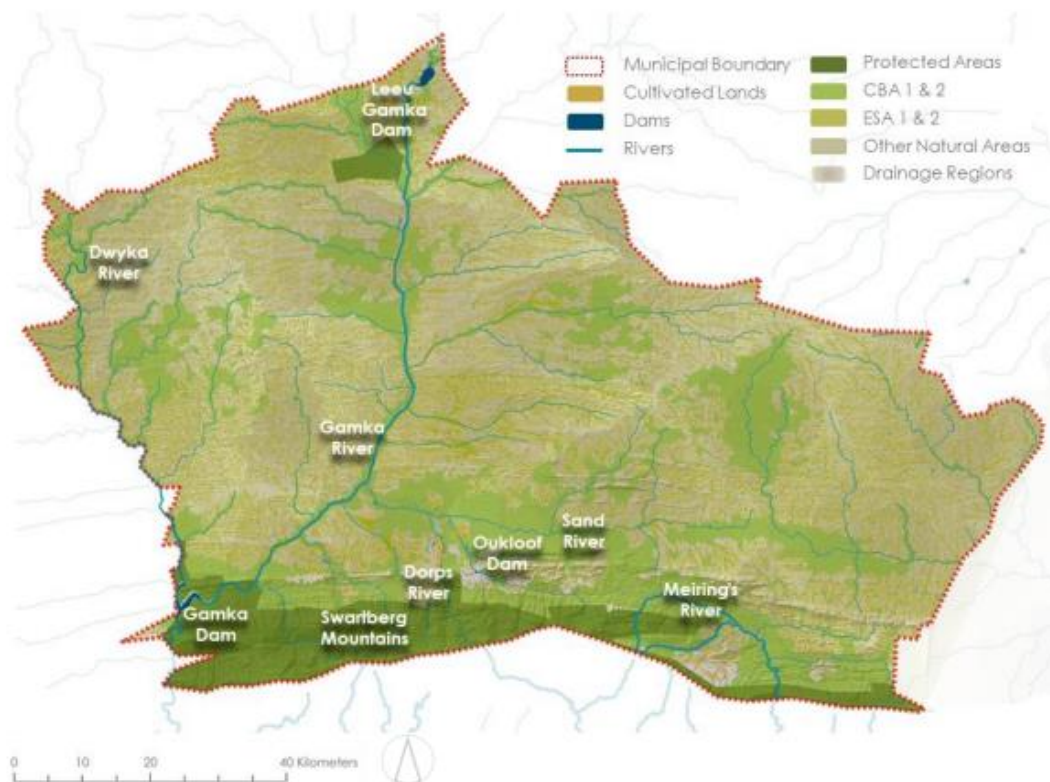 Municipal Boundary
Cultivated Lands
Dams
Rivers
Protected Areas
CBA 1 & 2
ESA 1 & 2
Other Natural Areas
Drainage Regions
Leeu
Gamka
Dam
Dwyka
River
Gamka
River
Sand
River
Oukloof
Dam
Dorps
River
Meiring's
River
Gamka
Dam
Swartberg
Mountains
0 10 20 40 Kilometers